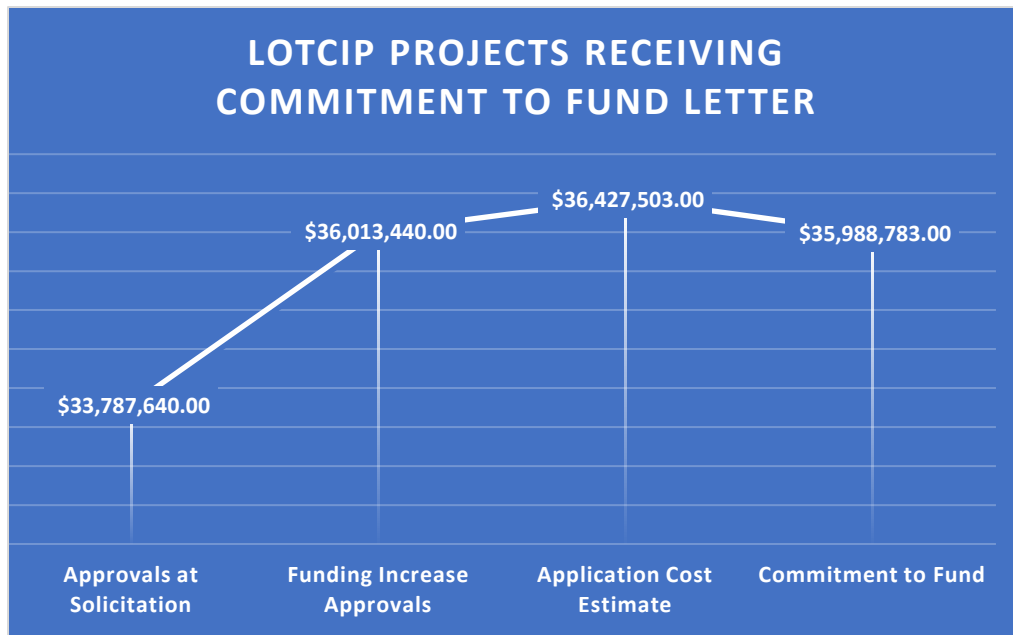 LOTCIP PROJECTS RECEIVING
COMMITMENT TO FUND LETTER
$36,427,503.00
$36,013,440.00
$35,988,783.00
$33,787,640.00
Approvals at
Solicitation
Funding Increase
Approvals
Application Cost
Estimate
Commitment to Fund